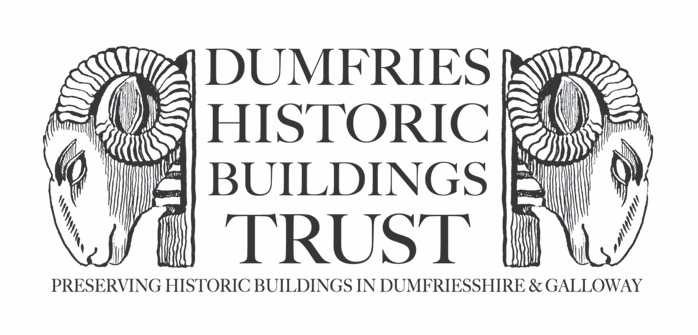 DUMFRIES
HISTORIC
BUILDINGS
TRUST
PRESERVING HISTORIC BUILDINGS IN DUMFRIESSHIRE & GALLOWAY